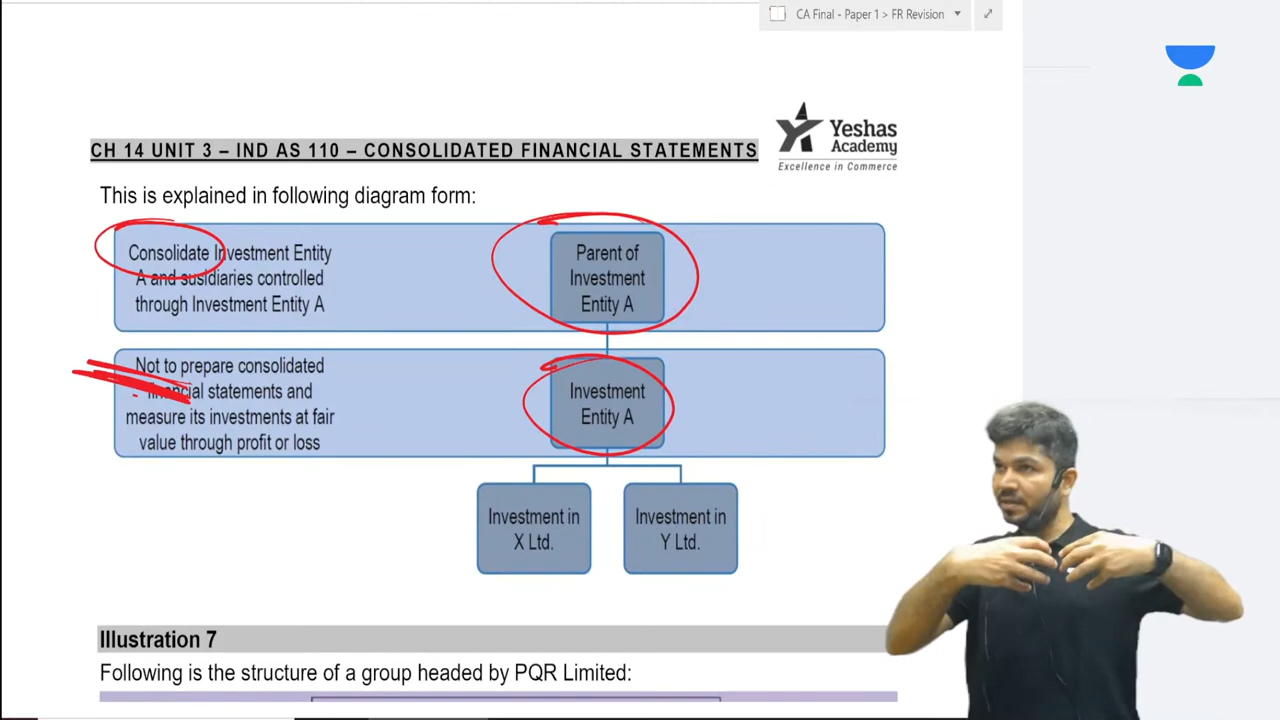 CA Final - Paper 1 > FR Revision
Yeshas
Academy
Excellence in Commerce
CH 14 UNIT 3 – IND AS 110 – CONSOLIDATED FINANCIAL STATEMENTS
This is explained in following diagram form:
Consolidate Investment Entity
A and susidiaries controlled
through Investment Entity A
Parent of
Investment
Entity A
Not to prepare consolidated
financial statements and
measure its investments at fair
value through profit or loss
Investment
Entity A
Investment in
X Ltd.
Investment in
Y Ltd.
Illustration 7
Following is the structure of a group headed by PQR Limited: